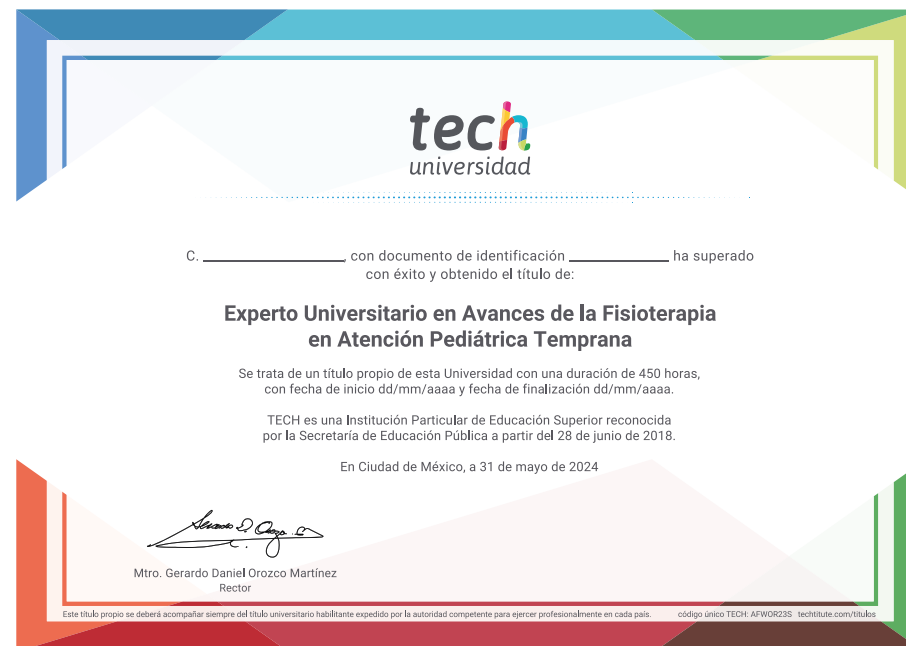 tech
universidad
C. ____________, con documento de identificación ____________ ha superado
con éxito y obtenido el título de:
Experto Universitario en Avances de la Fisioterapia
en Atención Pediátrica Temprana
Se trata de un título propio de esta Universidad con una duración de 450 horas,
con fecha de inicio dd/mm/aaaa y fecha de finalización dd/mm/aaaa.
TECH es una Institución Particular de Educación Superior reconocida
por la Secretaría de Educación Pública a partir del 28 de junio de 2018.
En Ciudad de México, a 31 de mayo de 2024
Mtro. Gerardo Daniel Orozco Martínez
Rector
Este título propio se deberá acompañar siempre del título universitario habilitante expedido por la autoridad competente para ejercer profesionalmente en cada país. código único TECH: AFWOR23S techtitute.com/titulos